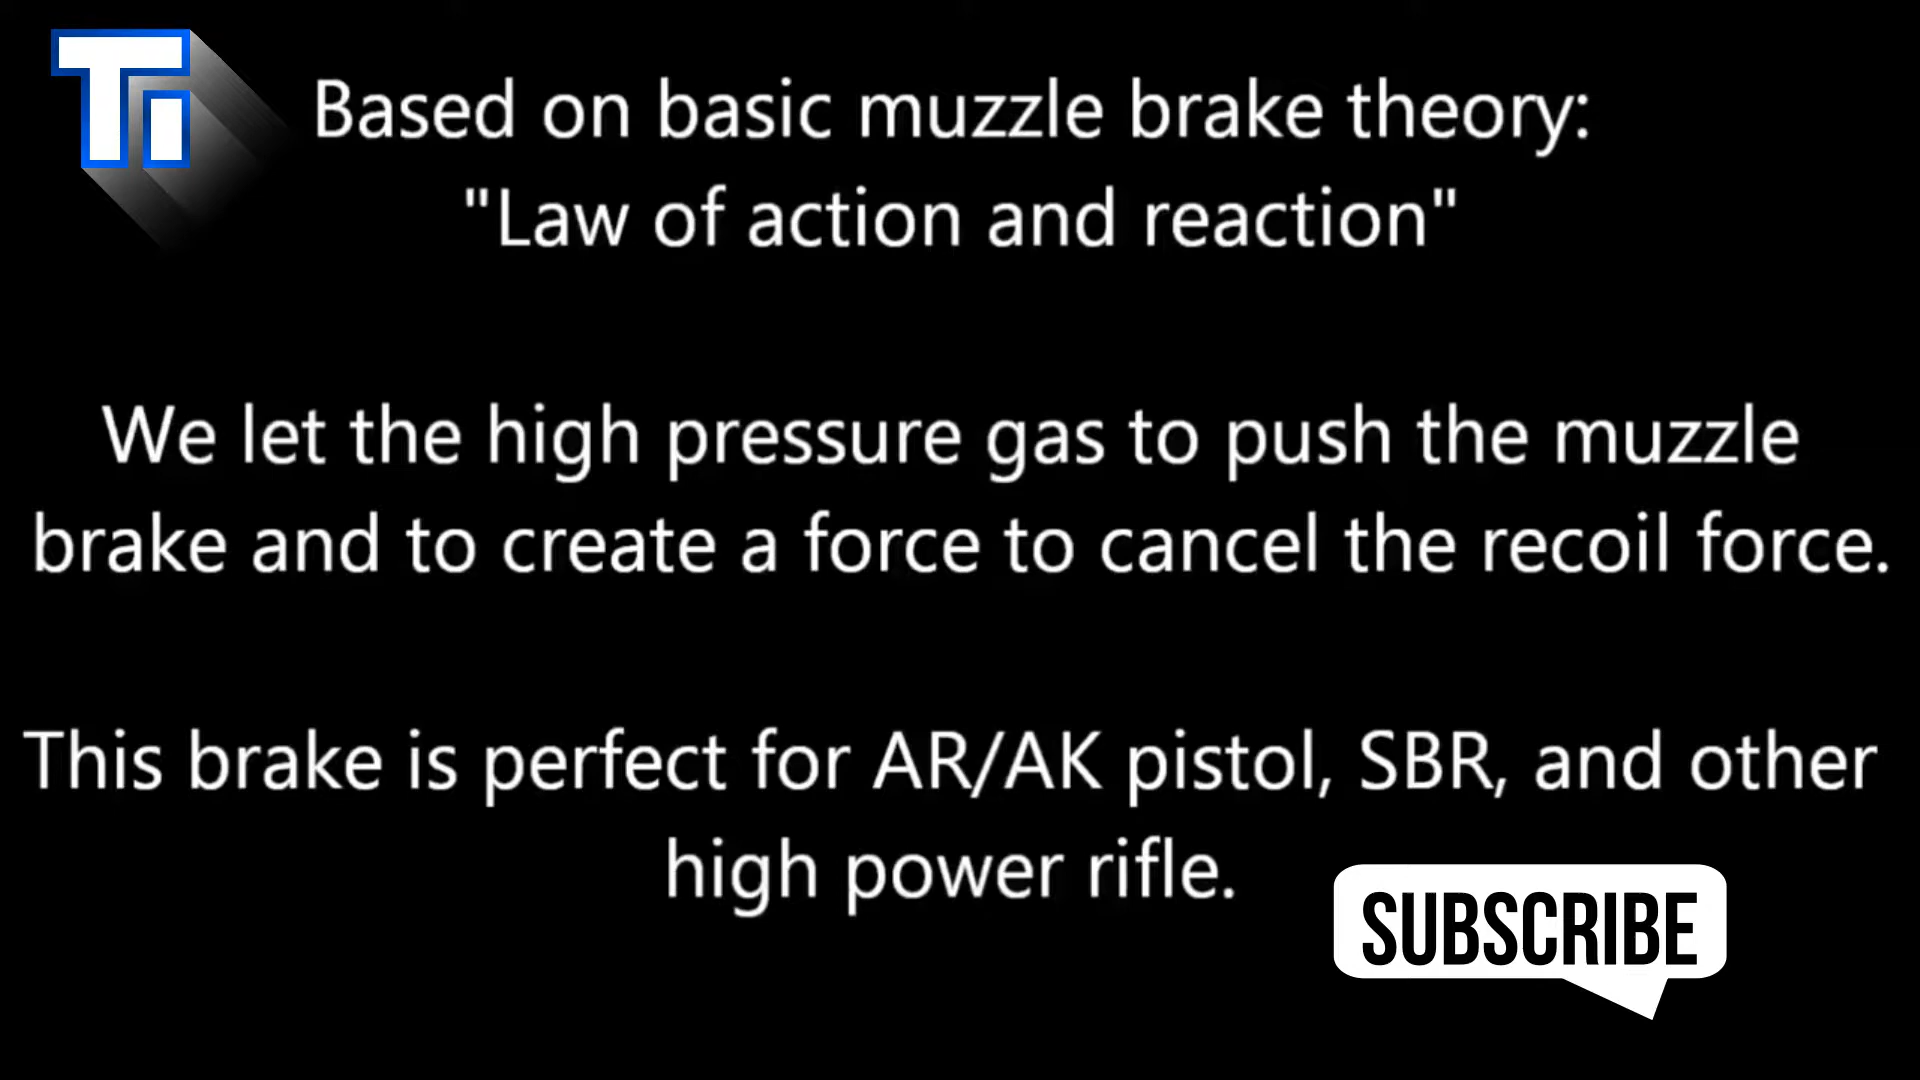 Ti
Based on basic muzzle brake theory:
"Law of action and reaction"
We let the high pressure gas to push the muzzle
brake and to create a force to cancel the recoil force.
This brake is perfect for AR/AK pistol, SBR, and other
high power rifle.
SUBSCRIBE